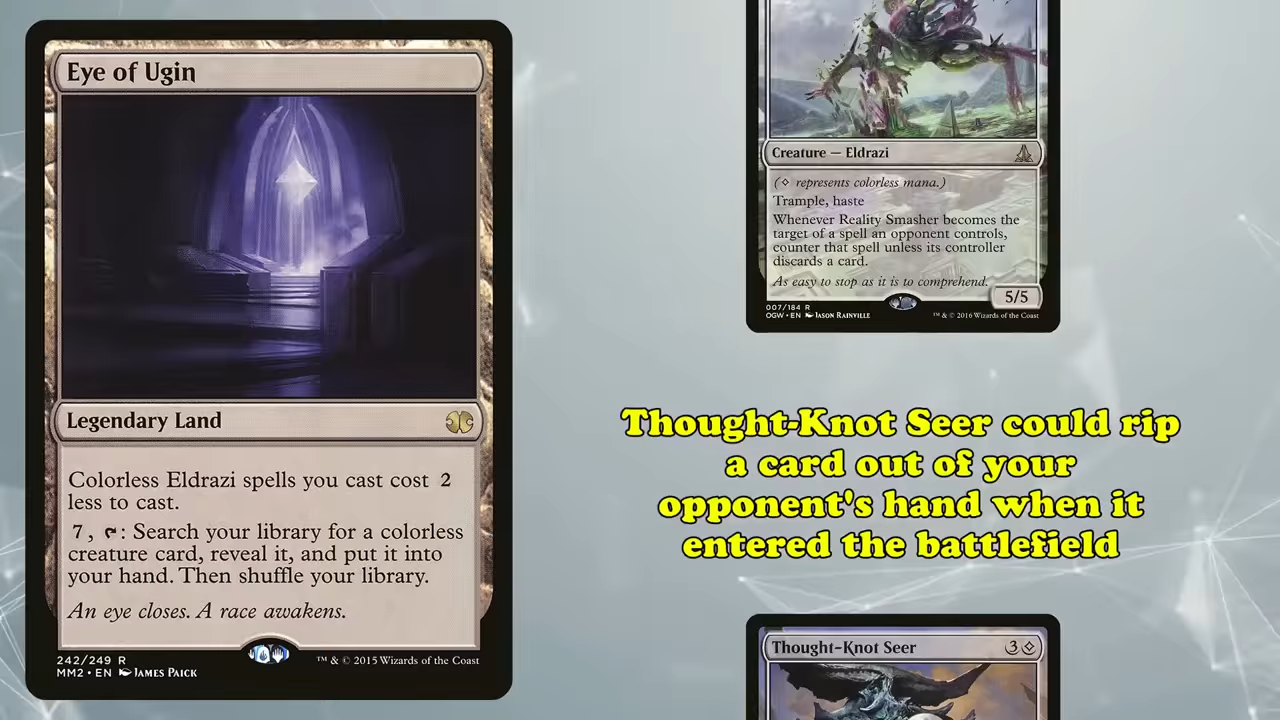 Eye of Ugin
Legendary Land
Colorless Eldrazi spells you cast cost 2
less to cast.
7, : Search your library for a colorless
creature card, reveal it, and put it into
your hand. Then shuffle your library.
An eye closes. A race awakens.
242/249 R
MM2 • EN JAMES PAICK
™ & © 2015 Wizards of the Coast
Creature — Eldrazi
( represents colorless mana.)
Trample, haste
Whenever Reality Smasher becomes the
target of a spell an opponent controls,
counter that spell unless its controller
discards a card.
As easy to stop as it is to comprehend.
5/5
007/184 R
OGW • EN JASON RAINVILLE
™ & © 2016 Wizards of the Coast
Thought-Knot Seer could rip
a card out of your
opponent's hand when it
entered the battlefield
Thought-Knot Seer 3